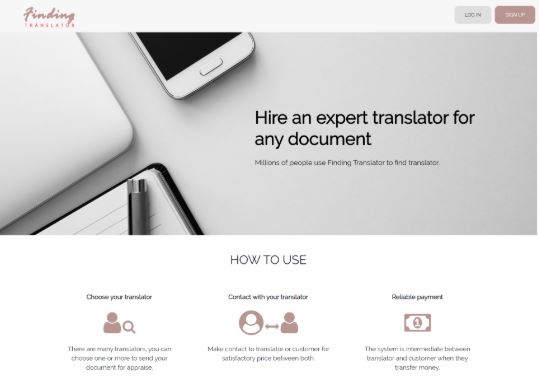 Finding
TRANSLATOR
LOG IN
SIGN UP
Hire an expert translator for
any document
Millions of people use Finding Translator to find translator.
HOW TO USE
Choose your translator
There are many translators, you can
choose one or more to send your
document for appraise.
Contact with your translator
Make contact to translator or customer for
satisfactory price between both.
Reliable payment
1
The system is intermediate between
translator and customer when they
transfer money.